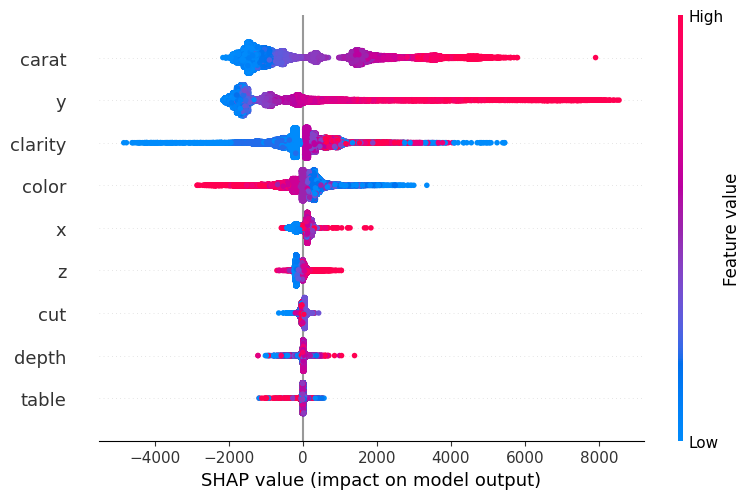 High
carat
y
clarity
color
x
z
cut
depth
table
Feature value
Low
−4000 −2000 0 2000 4000 6000 8000
SHAP value (impact on model output)